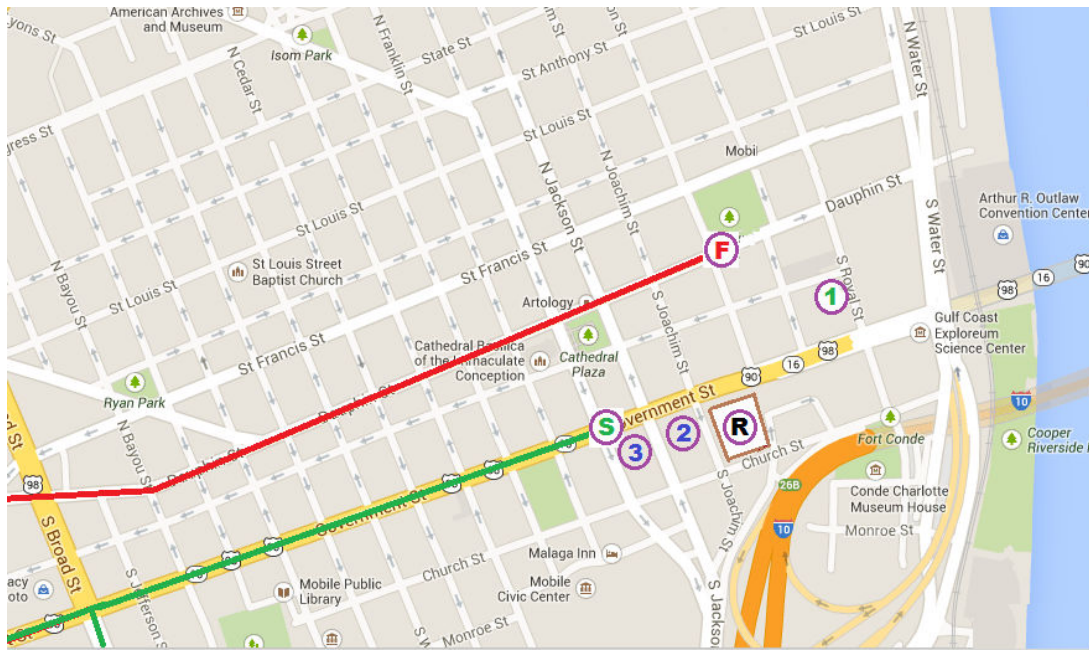 American Archives
and Museum
Lyons St
Isom Park
N Cedar St
N Franklin St
State St
St Anthony St
St Louis St
N Water St
St Louis St
N Joachim St
Mobil
N Jackson St
Dauphin St
S Water St
Arthur R. Outlaw
Convention Center
St Louis St
St Francis St
F
90
16
98
St Louis Street
Baptist Church
N Bayou St
St Louis St
S Joachim St
S Royal St
1
Artology
Gulf Coast
Exploreum
Science Center
St Francis St
Cathedral Basilica
of the Immaculate
Conception
Cathedral
Plaza
98
16
90
Ryan Park
Government St
10
S
2
R
Fort Conde
Cooper
Riverside
3
N Bayou St
Church St
98
26B
S Joachim St
Conde Charlotte
Museum House
Government St
S Broad St
10
Monroe St
Church St
Malaga Inn
Mobile Public
Library
Mobile
Civic Center
S Jefferson St
Monroe St
S Jackson